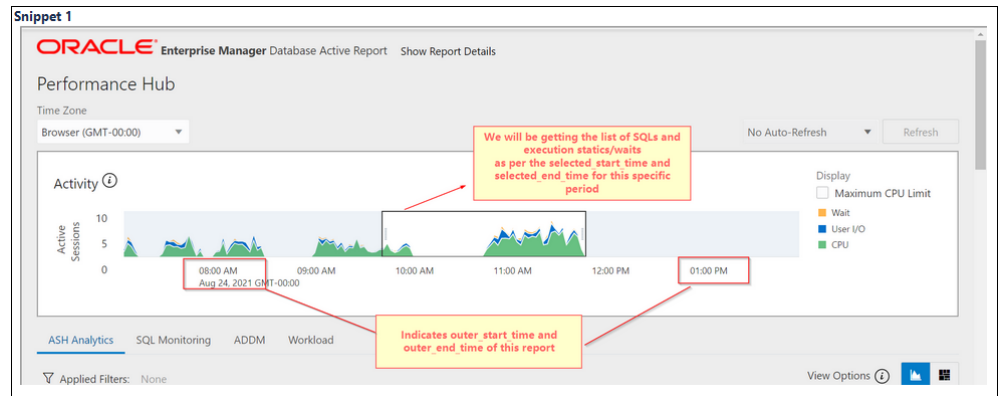 Snippet 1
ORACLE Enterprise Manager Database Active Report Show Report Details
Performance Hub
Time Zone
Browser (GMT-00:00)
No Auto-Refresh
Refresh
We will be getting the list of SQLs and
execution statics/waits
as per the selected_start_time and
selected_end_time for this specific
period
Activity
Display
Maximum CPU Limit
Wait
User I/O
CPU
Active
Sessions
10
5
0
08:00 AM
09:00 AM
10:00 AM
11:00 AM
12:00 PM
01:00 PM
Aug 24, 2021 GMT-00:00
Indicates outer_start_time and
outer_end_time of this report
ASH Analytics
SQL Monitoring
ADDM
Workload
Applied Filters: None
View Options